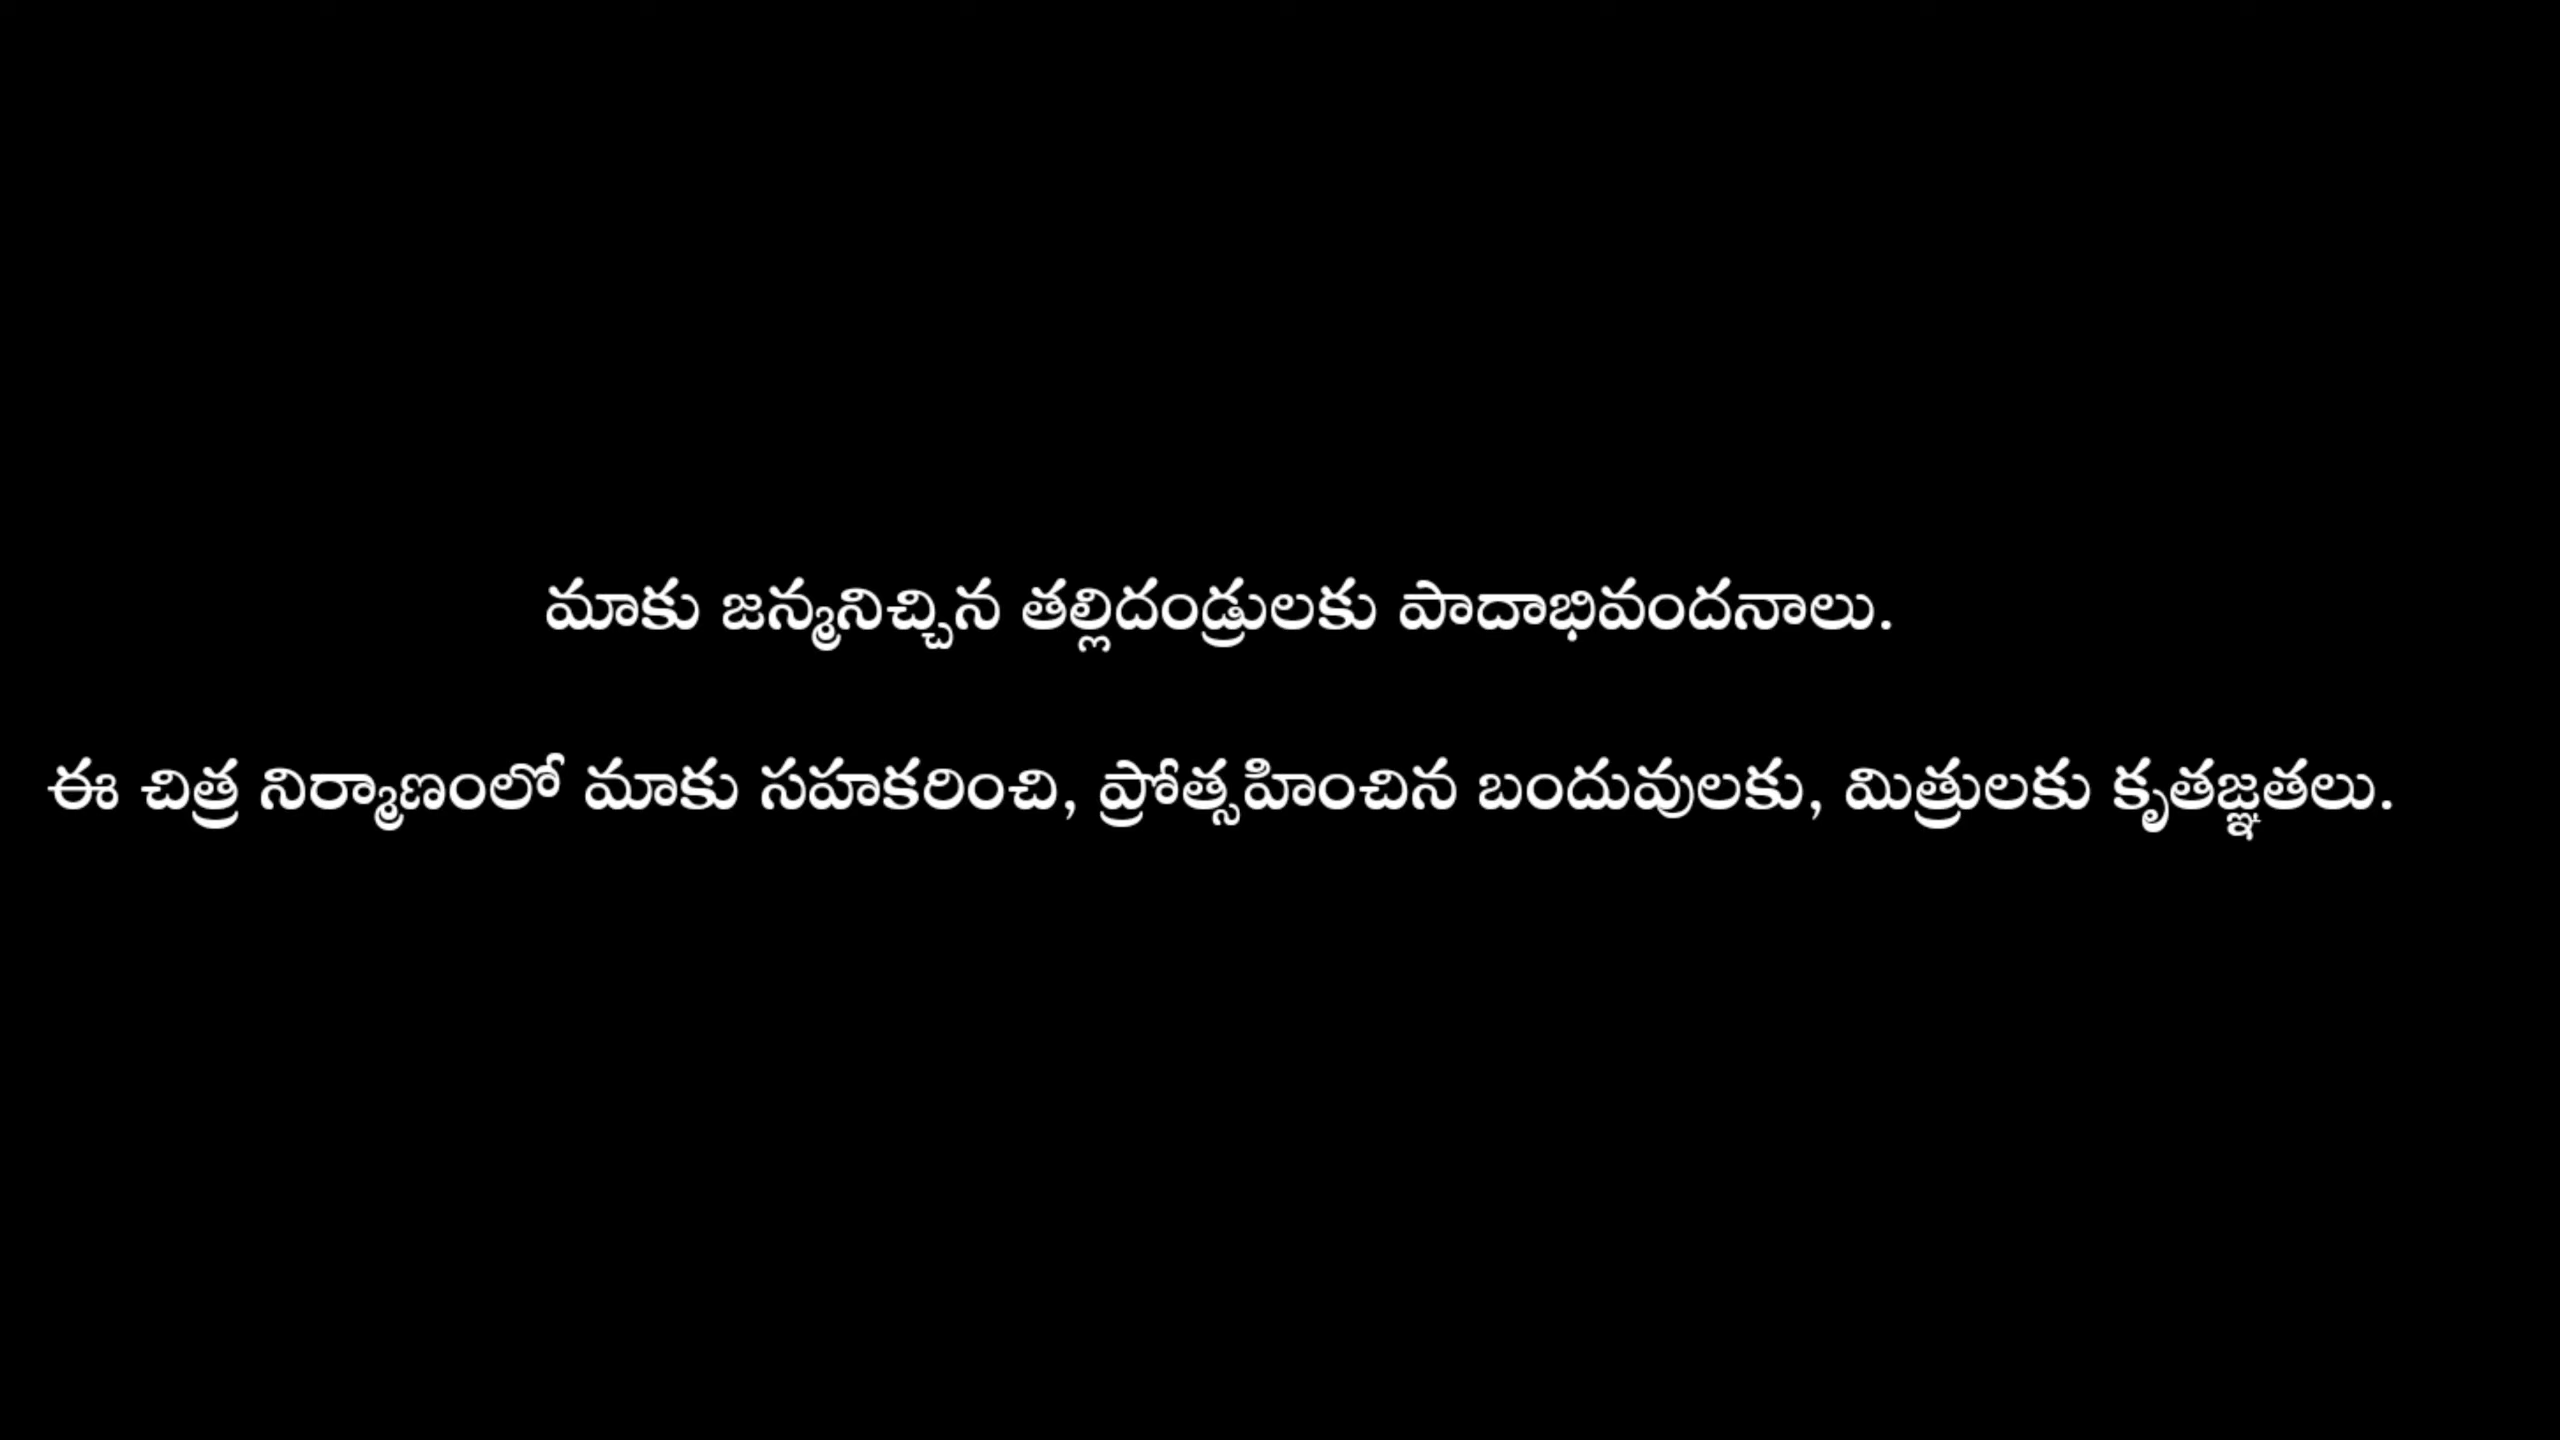 మాకు జన్మనిచ్చిన తల్లిదండ్రులకు పాదాభివందనాలు.
ఈ చిత్ర నిర్మాణంలో మాకు సహకరించి, ప్రోత్సహించిన బందువులకు, మిత్రులకు కృతజ్ఞతలు.